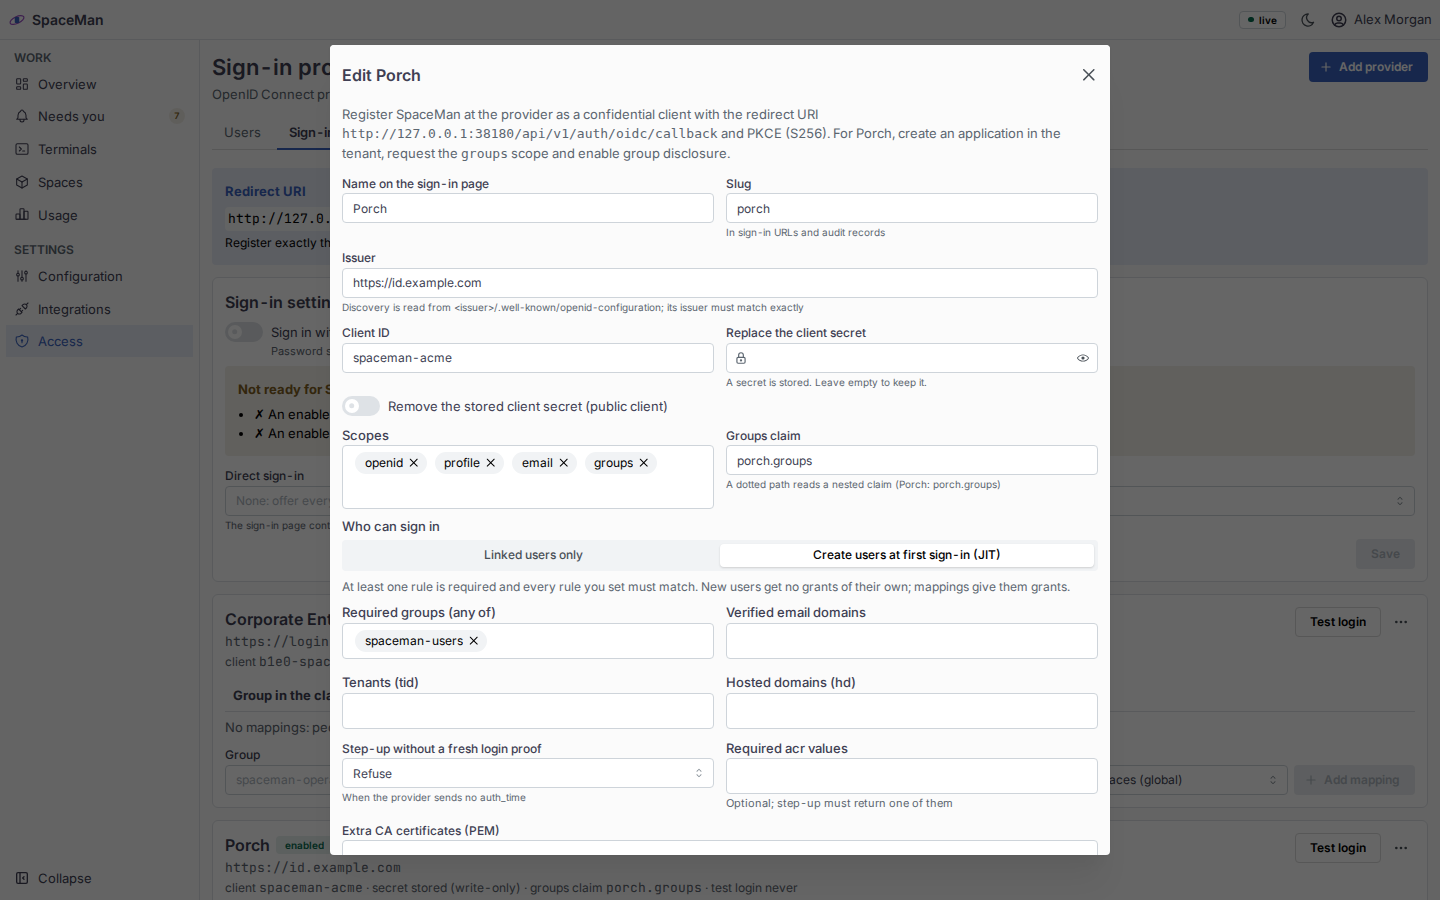 SpaceMan
live
Alex Morgan
WORK
Overview
Needs you
7
Terminals
Spaces
Usage
SETTINGS
Configuration
Integrations
Access
Collapse
Sign-in pro
OpenID Connect pr
Add provider
Users
Sign-in
Redirect URI
http://127.0.
Register exactly th
Sign-in settin
Sign in wi
Password s
Not ready for S
✗ An enable
✗ An enable
Direct sign-in
None: offer every
The sign-in page cont
Save
Corporate Ent
https://login
client b1e0-spac
Test login
Group in the cla
No mappings: peo
Group
spaceman-oper
aces (global)
Add mapping
Porch
enabled
Test login
https://id.example.com
client spaceman-acme · secret stored (write-only) · groups claim porch.groups · test login never
Edit Porch
Register SpaceMan at the provider as a confidential client with the redirect URI
http://127.0.0.1:38180/api/v1/auth/oidc/callback and PKCE (S256). For Porch, create an application in the
tenant, request the groups scope and enable group disclosure.
Name on the sign-in page
Porch
Slug
porch
In sign-in URLs and audit records
Issuer
https://id.example.com
Discovery is read from <issuer>/.well-known/openid-configuration; its issuer must match exactly
Client ID
spaceman-acme
Replace the client secret
A secret is stored. Leave empty to keep it.
Remove the stored client secret (public client)
Scopes
openid
profile
email
groups
Groups claim
porch.groups
A dotted path reads a nested claim (Porch: porch.groups)
Who can sign in
Linked users only
Create users at first sign-in (JIT)
At least one rule is required and every rule you set must match. New users get no grants of their own; mappings give them grants.
Required groups (any of)
spaceman-users
Verified email domains
Tenants (tid)
Hosted domains (hd)
Step-up without a fresh login proof
Refuse
When the provider sends no auth_time
Required acr values
Optional; step-up must return one of them
Extra CA certificates (PEM)